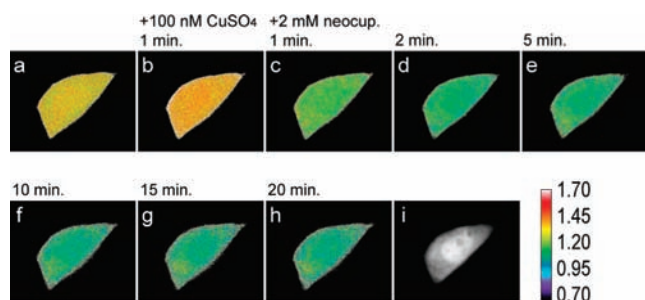 +100 nM CuSO₄ +2 mM neocup.
1 min. 1 min. 2 min. 5 min.
a b c d e
10 min. 15 min. 20 min.
f g h i
1.70
1.45
1.20
0.95
0.70